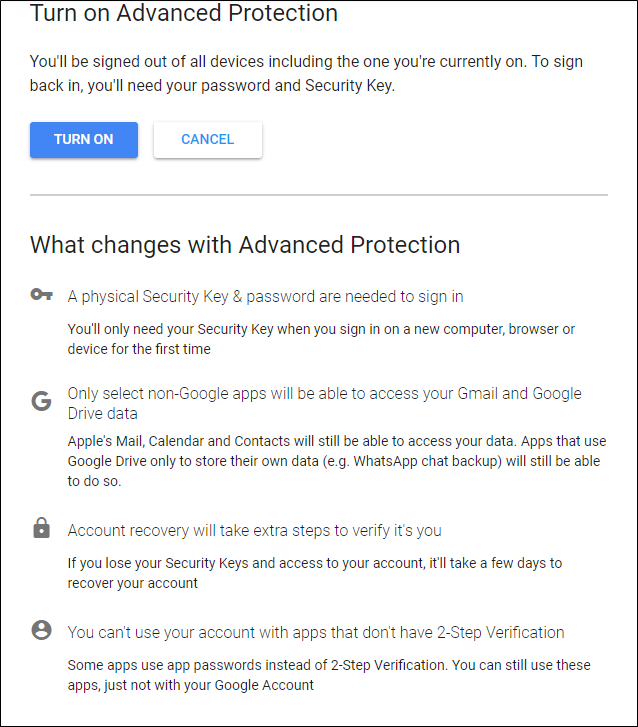 Turn on Advanced Protection
You'll be signed out of all devices including the one you're currently on. To sign
back in, you'll need your password and Security Key.
TURN ON CANCEL
What changes with Advanced Protection
A physical Security Key & password are needed to sign in
You'll only need your Security Key when you sign in on a new computer, browser or
device for the first time
Only select non-Google apps will be able to access your Gmail and Google
Drive data
Apple's Mail, Calendar and Contacts will still be able to access your data. Apps that use
Google Drive only to store their own data (e.g. WhatsApp chat backup) will still be able
to do so.
Account recovery will take extra steps to verify it's you
If you lose your Security Keys and access to your account, it'll take a few days to
recover your account
You can't use your account with apps that don't have 2-Step Verification
Some apps use app passwords instead of 2-Step Verification. You can still use these
apps, just not with your Google Account